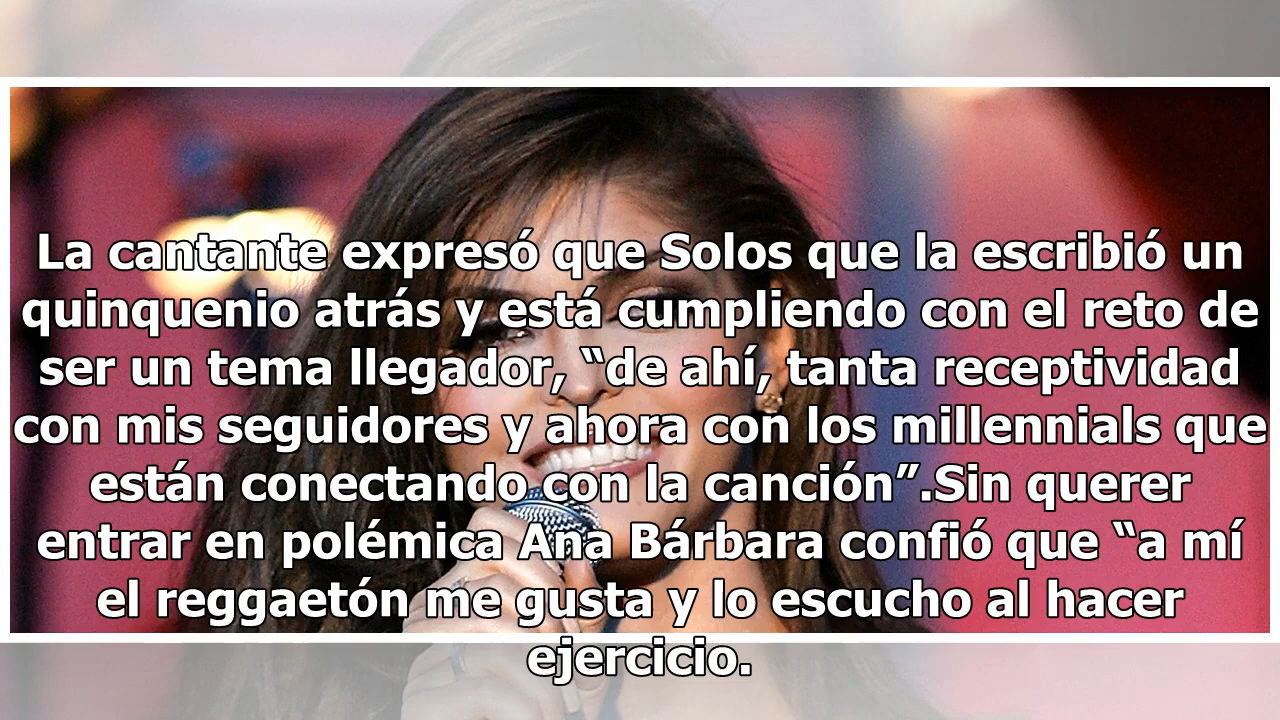 La cantante expresó que Solos que la escribió un
quinquenio atrás y está cumpliendo con el reto de
ser un tema llegador, “de ahí, tanta receptividad
con mis seguidores y ahora con los millennials que
están conectando con la canción”.Sin querer
entrar en polémica Ana Bárbara confió que “a mí
el reggaetón me gusta y lo escucho al hacer
ejercicio.